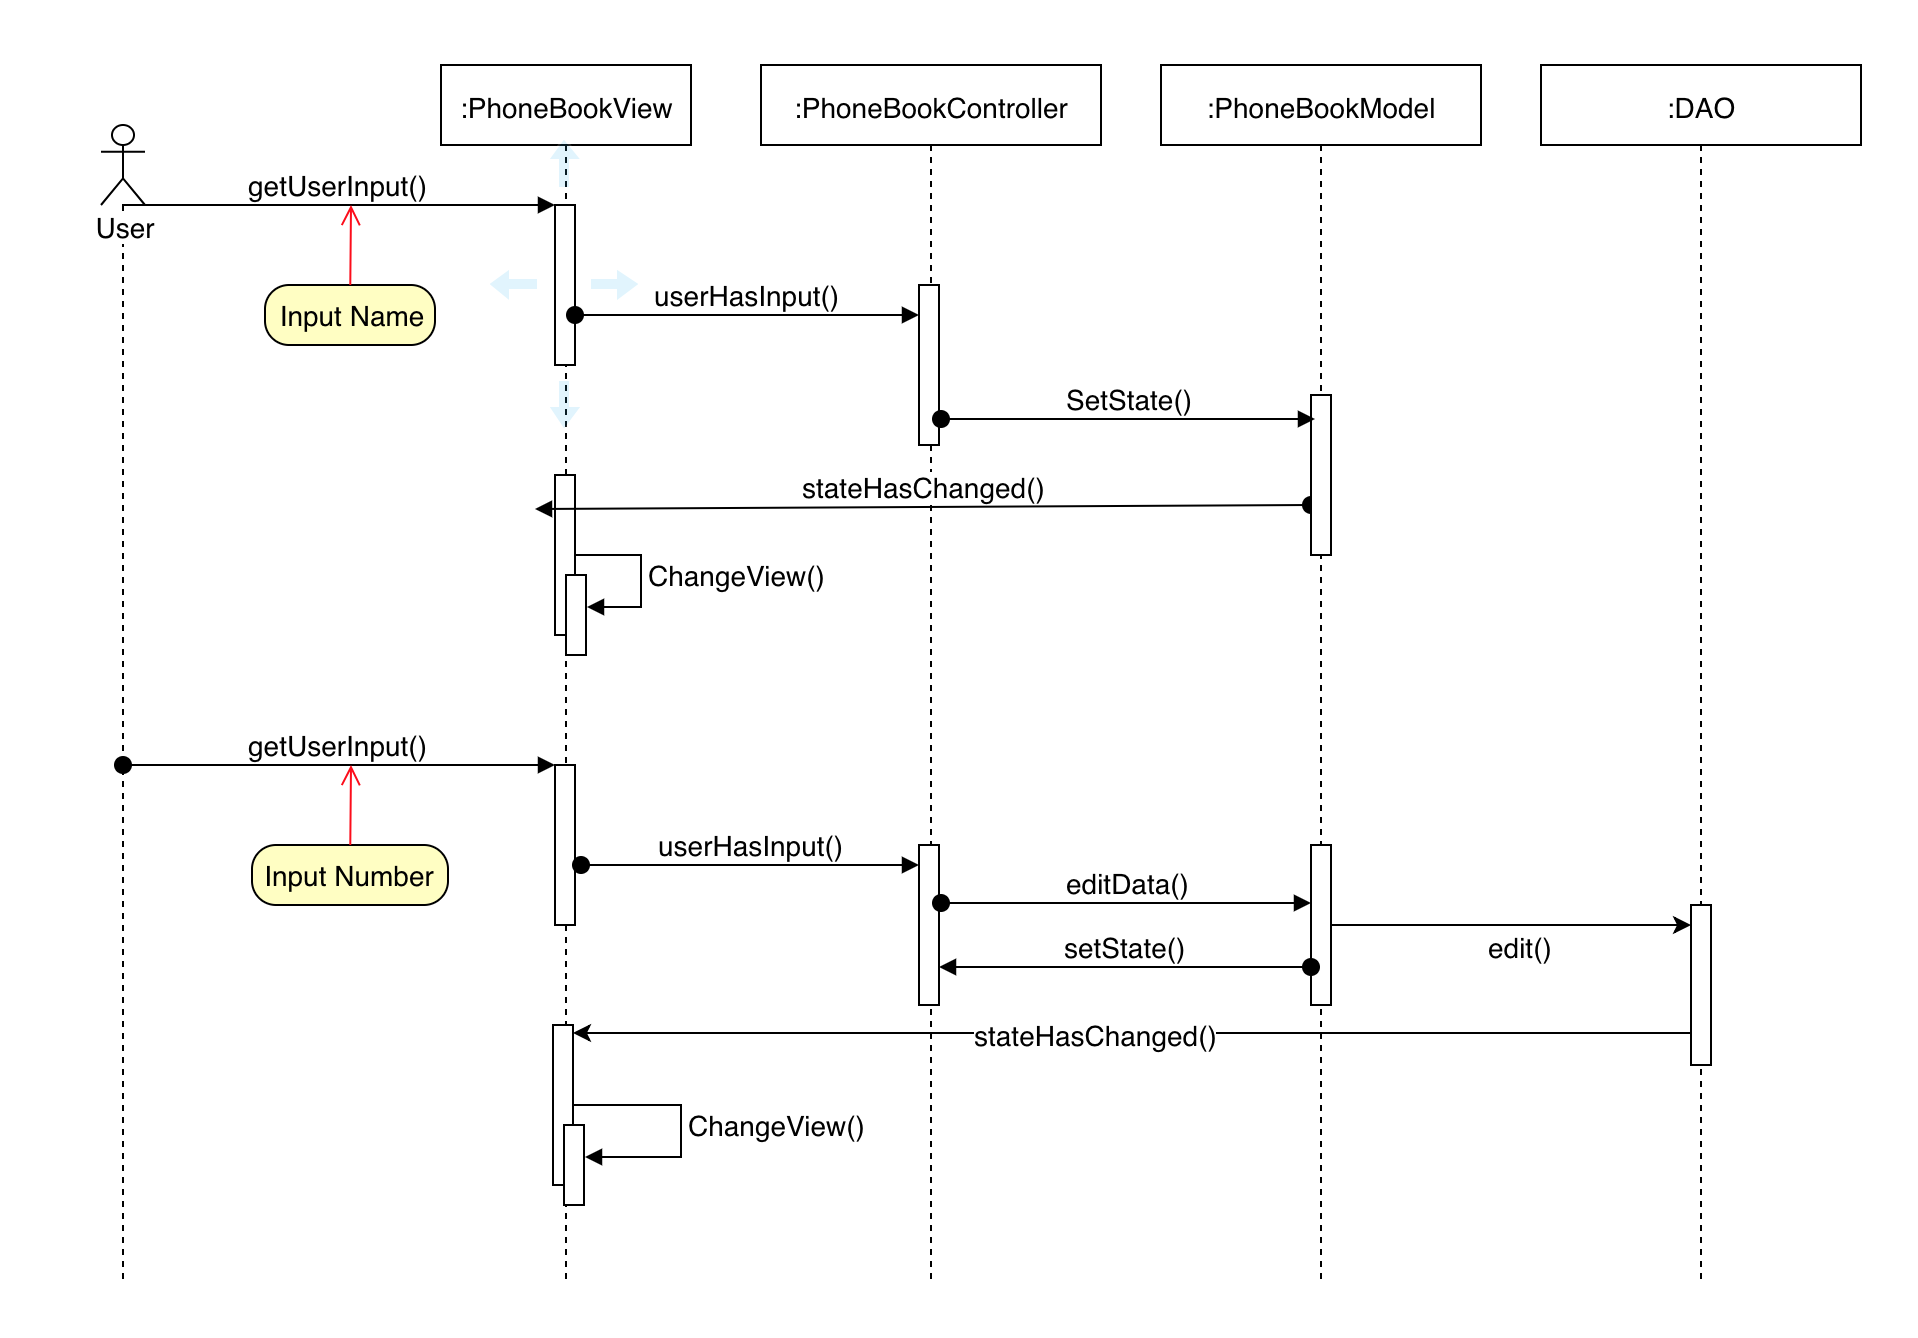 :PhoneBookView
:PhoneBookController
:PhoneBookModel
:DAO
User
getUserInput()
Input Name
userHasInput()
SetState()
stateHasChanged()
ChangeView()
getUserInput()
Input Number
userHasInput()
editData()
edit()
setState()
stateHasChanged()
ChangeView()